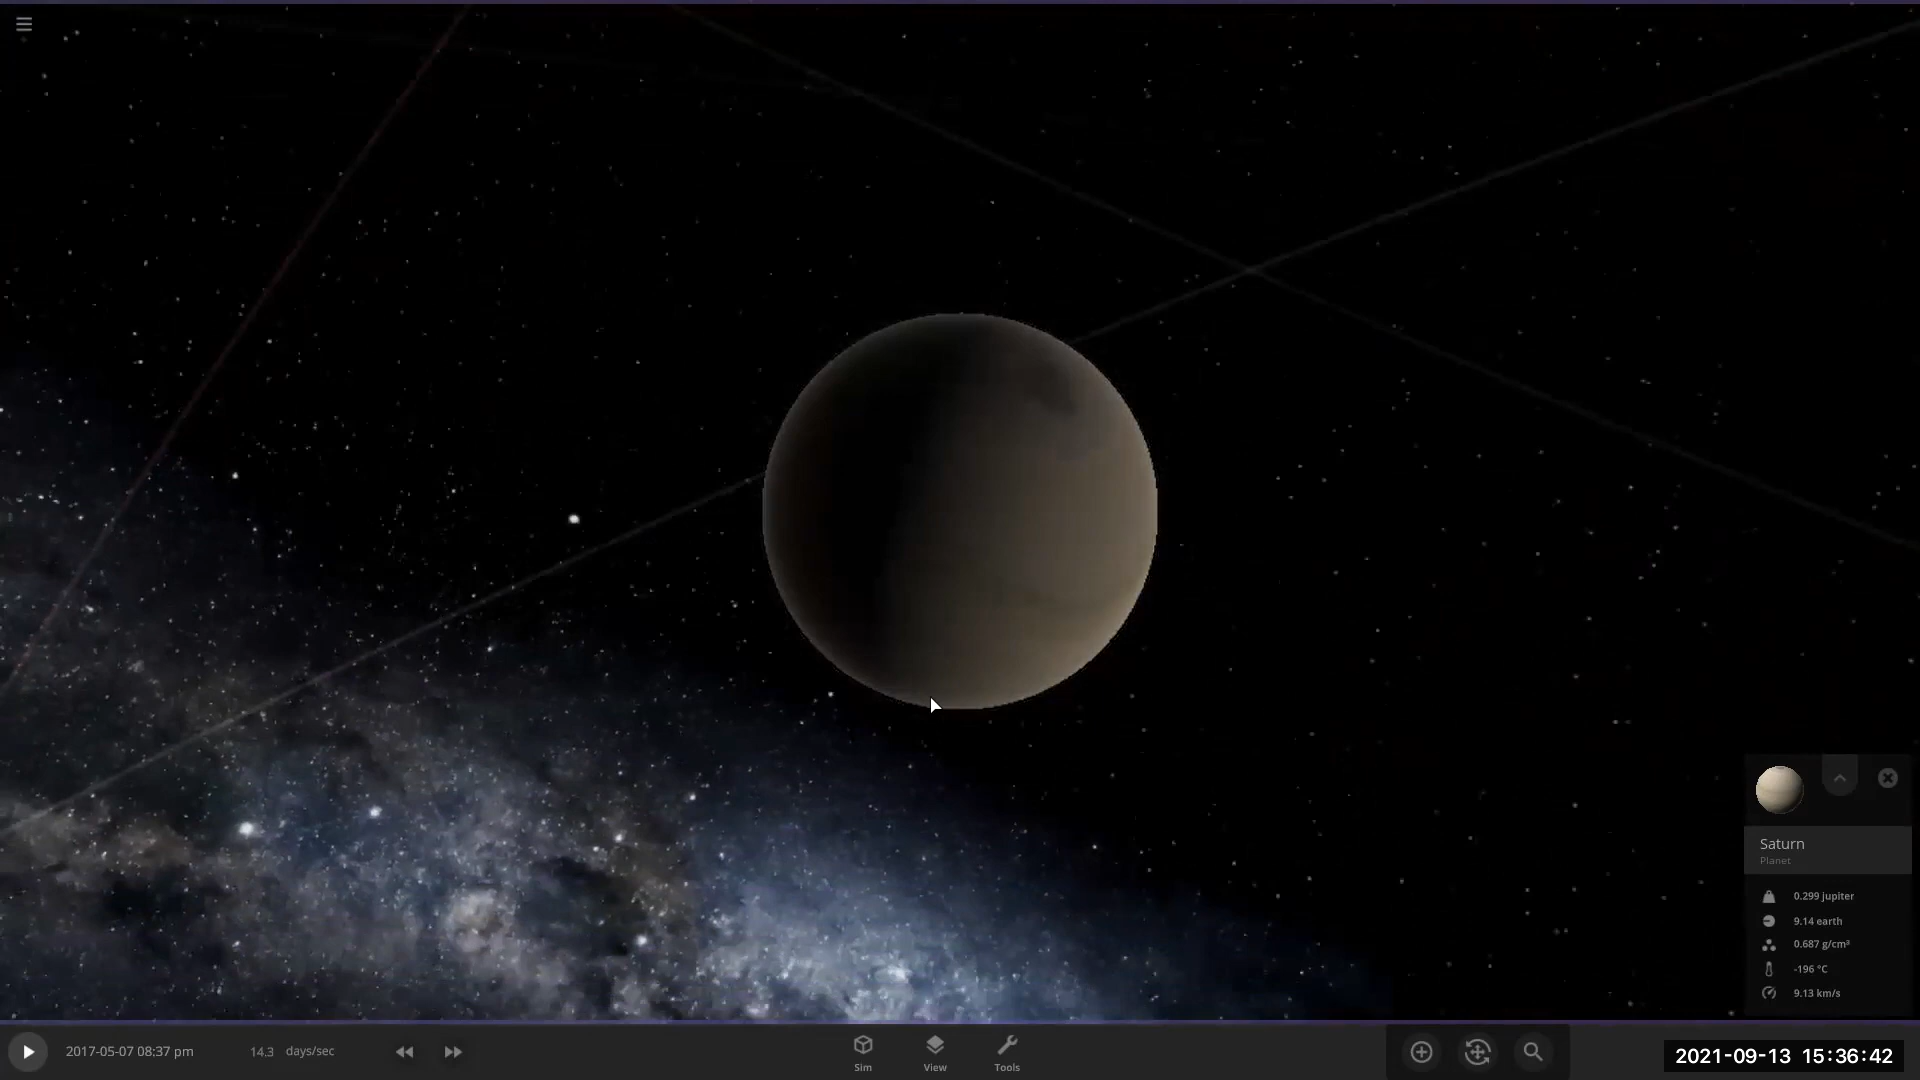 Saturn
Planet
0.299 jupiter
9.14 earth
0.687 g/cm³
-196 °C
9.13 km/s
2017-05-07 08:37 pm
14.3 days/sec
Sim
View
Tools
2021-09-13 15:36:42